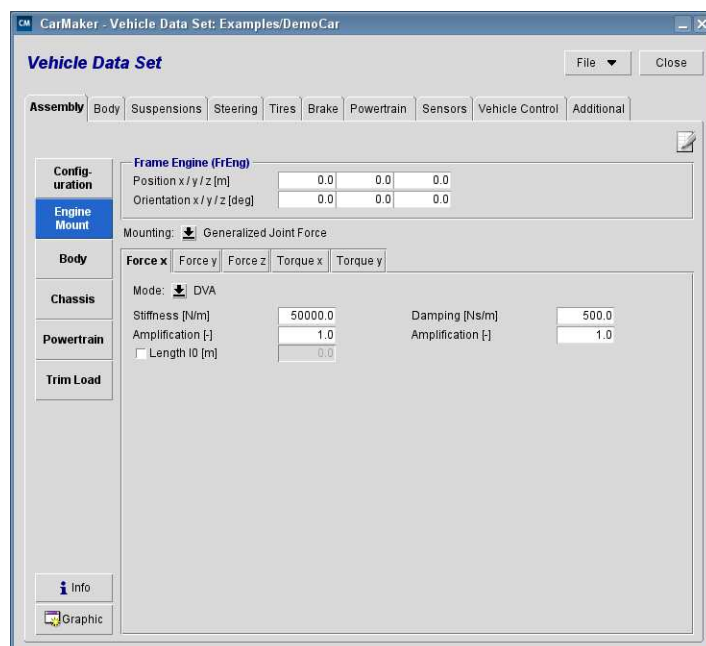 CM CarMaker - Vehicle Data Set: Examples/DemoCar
Vehicle Data Set
File Close
Assembly Body Suspensions Steering Tires Brake Powertrain Sensors Vehicle Control Additional
Config-
uration
Engine
Mount
Body
Chassis
Powertrain
Trim Load
Frame Engine (FrEng)
Position x / y / z [m] 0.0 0.0 0.0
Orientation x / y / z [deg] 0.0 0.0 0.0
Mounting: Generalized Joint Force
Force x Force y Force z Torque x Torque y
Mode: DVA
Stiffness [N/m] 50000.0 Damping [Ns/m] 500.0
Amplification [-] 1.0 Amplification [-] 1.0
Length l0 [m] 0.0
i Info
Graphic